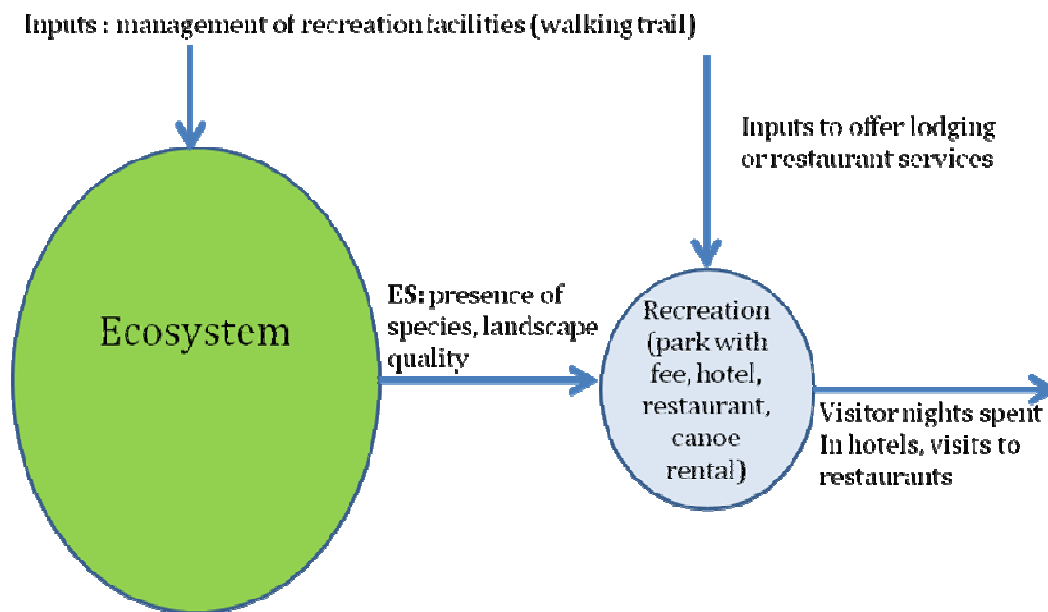 Inputs : management of recreation facilities (walking trail)
Inputs to offer lodging
or restaurant services
Ecosystem
ES: presence of
species, landscape
quality
Recreation
(park with
fee, hotel,
restaurant,
canoe
rental)
Visitor nights spent
In hotels, visits to
restaurants